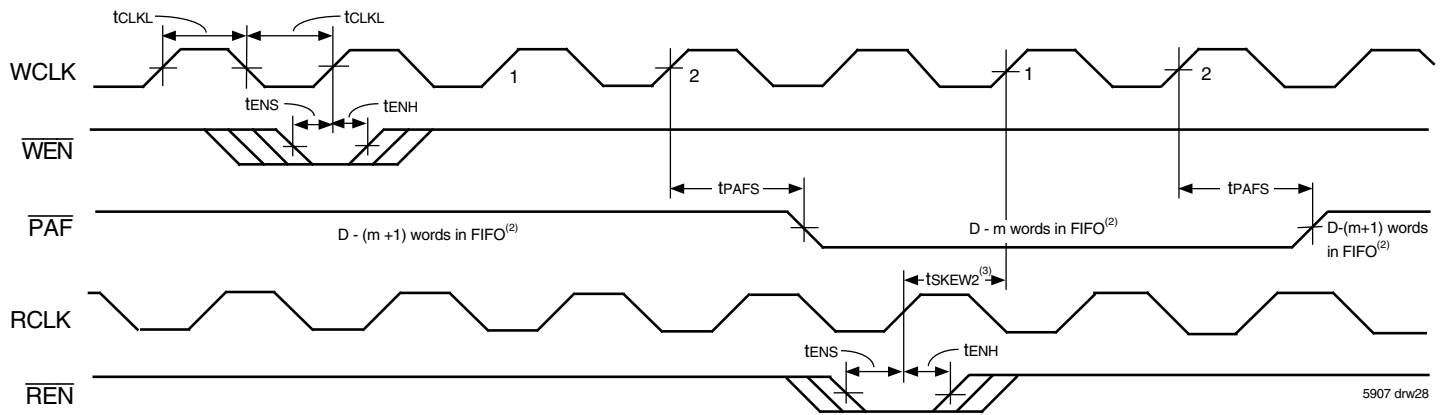 tCLKL tCLKL
WCLK 1 2 1 2
tENS tENH
WEN
tPAFS tPAFS
PAF
D - (m +1) words in FIFO(2) D - m words in FIFO(2) D-(m+1) words
in FIFO(2)
tSKEW2(3)
RCLK
tENS tENH
REN
5907 drw28